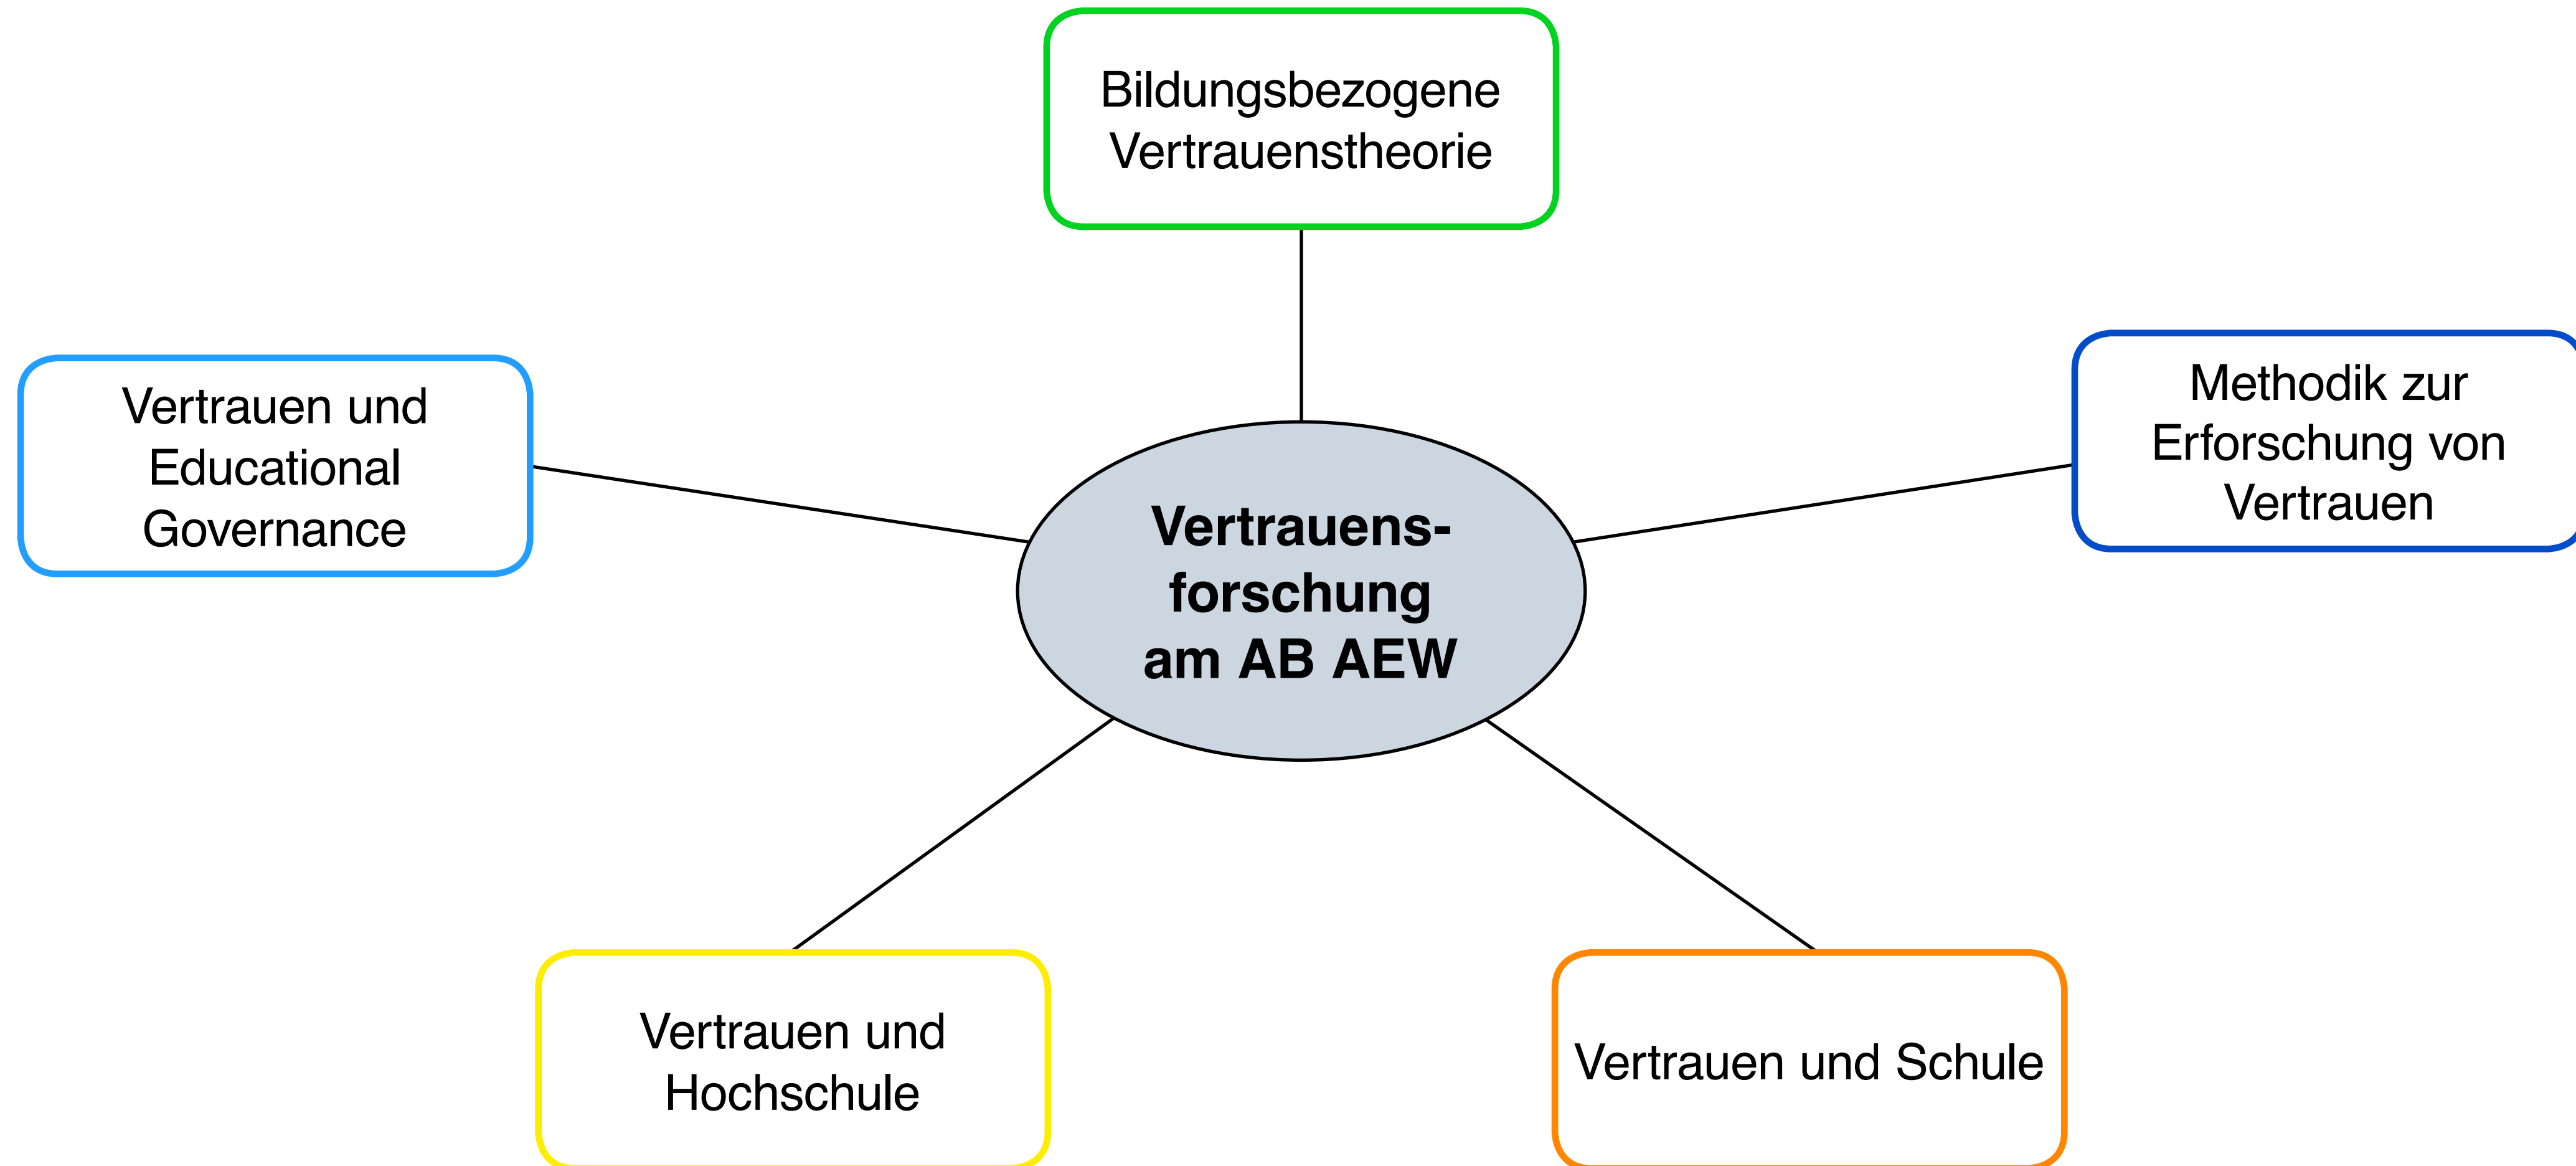 Bildungsbezogene
Vertrauenstheorie
Vertrauen und
Educational
Governance
Methodik zur
Erforschung von
Vertrauen
Vertrauens-
forschung
am AB AEW
Vertrauen und
Hochschule
Vertrauen und Schule